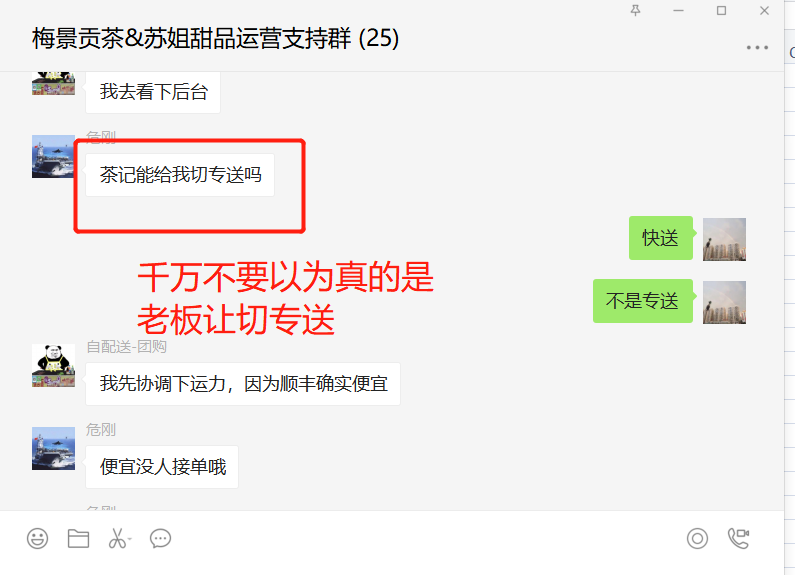 梅景贡茶&苏姐甜品运营支持群 (25)
我去看下后台
危刚
茶记能给我切专送吗
快送
千万不要以为真的是
老板让切专送
不是专送
自配送-团购
我先协调下运力，因为顺丰确实便宜
危刚
便宜没人接单哦
危刚